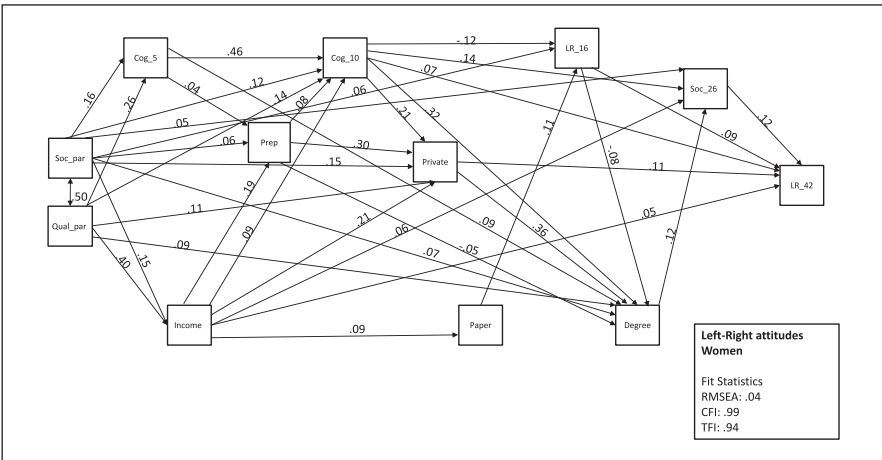 -.12
LR_16
Cog_5
.46
Cog_10
.14
.07
Soc_26
.04
.12
.06
.32
.16
.26
.14
.08
.21
05
Prep
.30
.11
.09
.12
.06
Private
-.08
Soc_par
.15
.11
LR_42
.50
.19
Qual_par
.11
.21
.09
.05
.09
.36
.09
.06
.07
-.05
.12
.40
.15
Income
.09
Paper
Degree
Left-Right attitudes
Women
Fit Statistics
RMSEA: .04
CFI: .99
TFI: .94